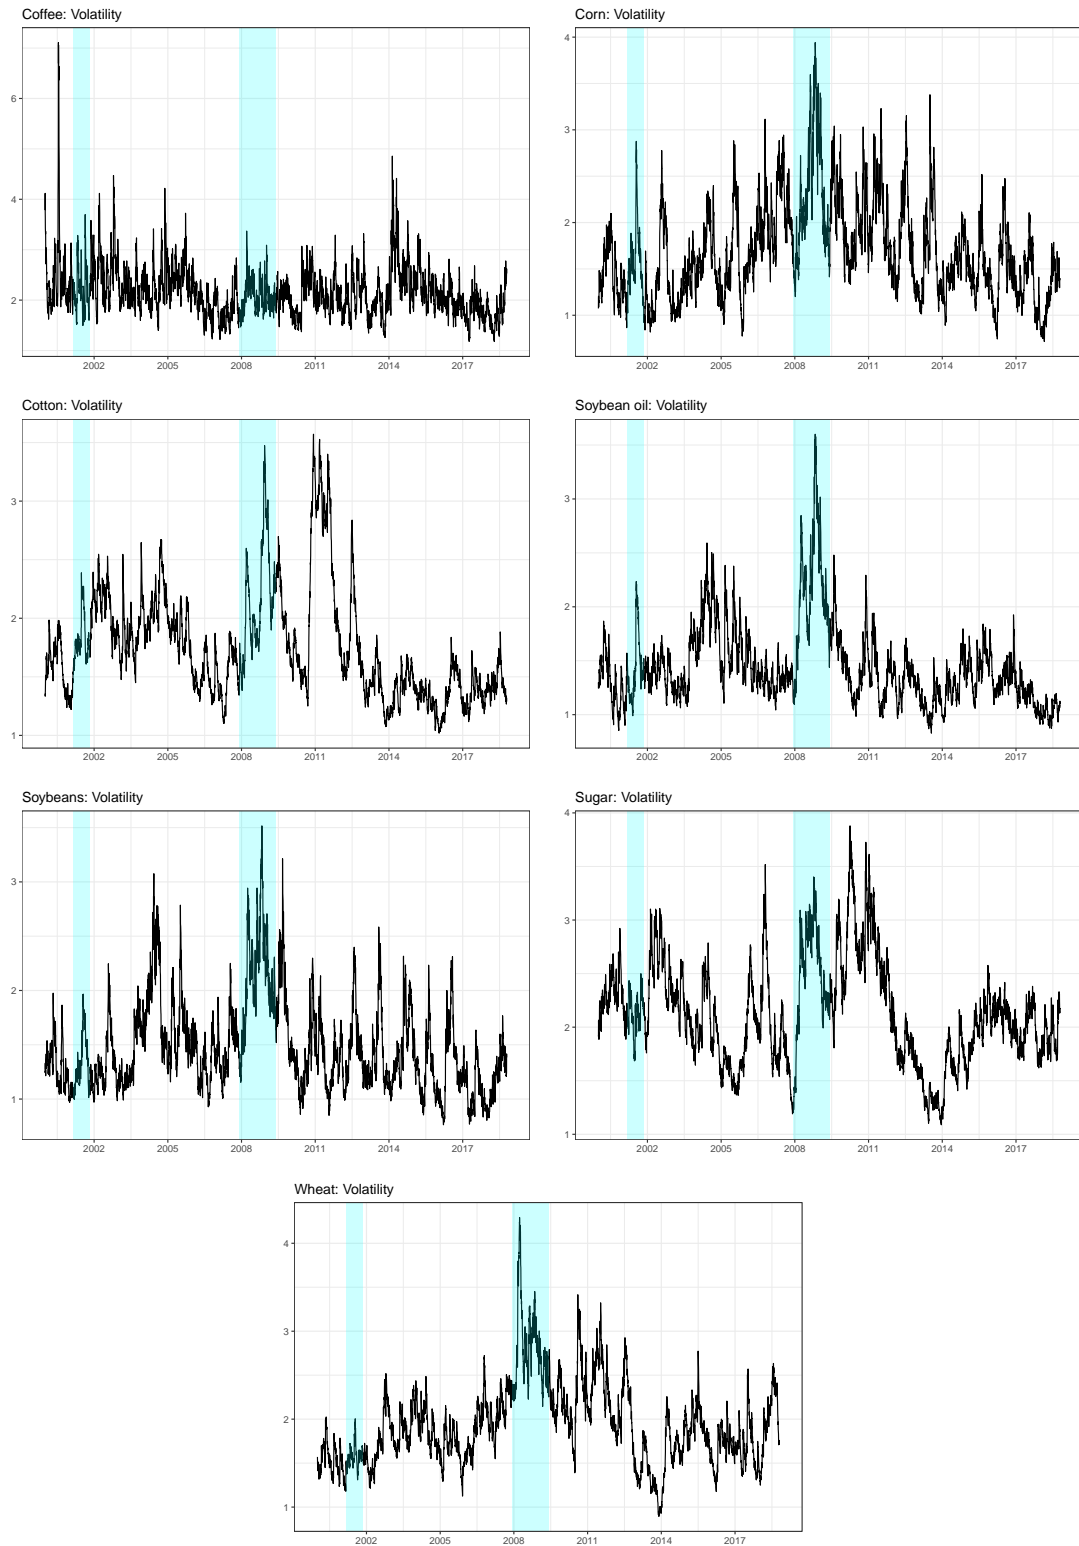 Coffee: Volatility
6
4
2
2002 2005 2008 2011 2014 2017
Corn: Volatility
4
3
2
1
2002 2005 2008 2011 2014 2017
Cotton: Volatility
3
2
1
2002 2005 2008 2011 2014 2017
Soybean oil: Volatility
3
2
1
2002 2005 2008 2011 2014 2017
Soybeans: Volatility
3
2
1
2002 2005 2008 2011 2014 2017
Sugar: Volatility
4
3
2
1
2002 2005 2008 2011 2014 2017
Wheat: Volatility
4
3
2
1
2002 2005 2008 2011 2014 2017